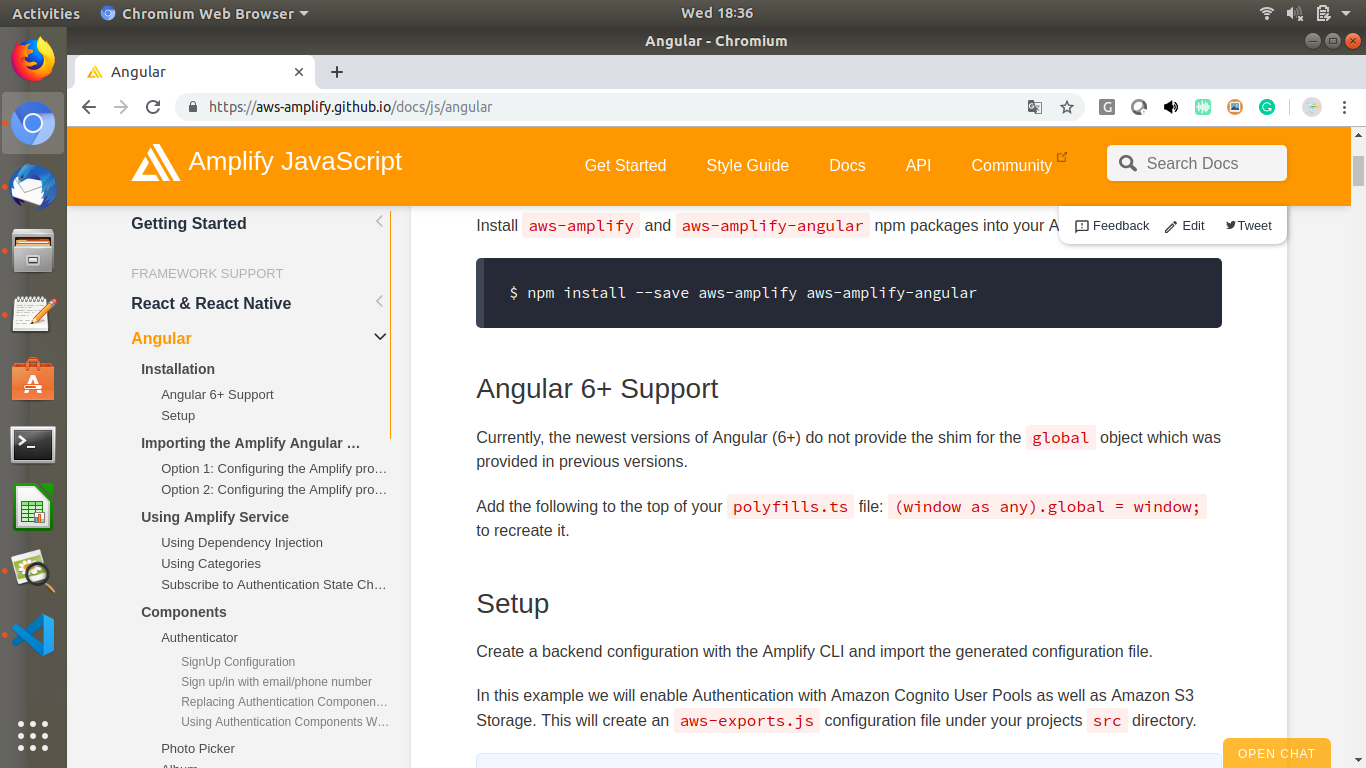 Activities
Chromium Web Browser
Wed 18:36
Angular - Chromium
Angular
https://aws-amplify.github.io/docs/js/angular
Amplify JavaScript
Get Started
Style Guide
Docs
API
Community
Search Docs
Getting Started
FRAMEWORK SUPPORT
React & React Native
Angular
Installation
Angular 6+ Support
Setup
Importing the Amplify Angular …
Option 1: Configuring the Amplify pro…
Option 2: Configuring the Amplify pro…
Using Amplify Service
Using Dependency Injection
Using Categories
Subscribe to Authentication State Ch…
Components
Authenticator
SignUp Configuration
Sign up/in with email/phone number
Replacing Authentication Componen…
Using Authentication Components W…
Photo Picker
Album
Feedback
Edit
Tweet
Install aws-amplify and aws-amplify-angular npm packages into your A
$ npm install --save aws-amplify aws-amplify-angular
Angular 6+ Support
Currently, the newest versions of Angular (6+) do not provide the shim for the global object which was
provided in previous versions.
Add the following to the top of your polyfills.ts file: (window as any).global = window;
to recreate it.
Setup
Create a backend configuration with the Amplify CLI and import the generated configuration file.
In this example we will enable Authentication with Amazon Cognito User Pools as well as Amazon S3
Storage. This will create an aws-exports.js configuration file under your projects src directory.
OPEN CHAT